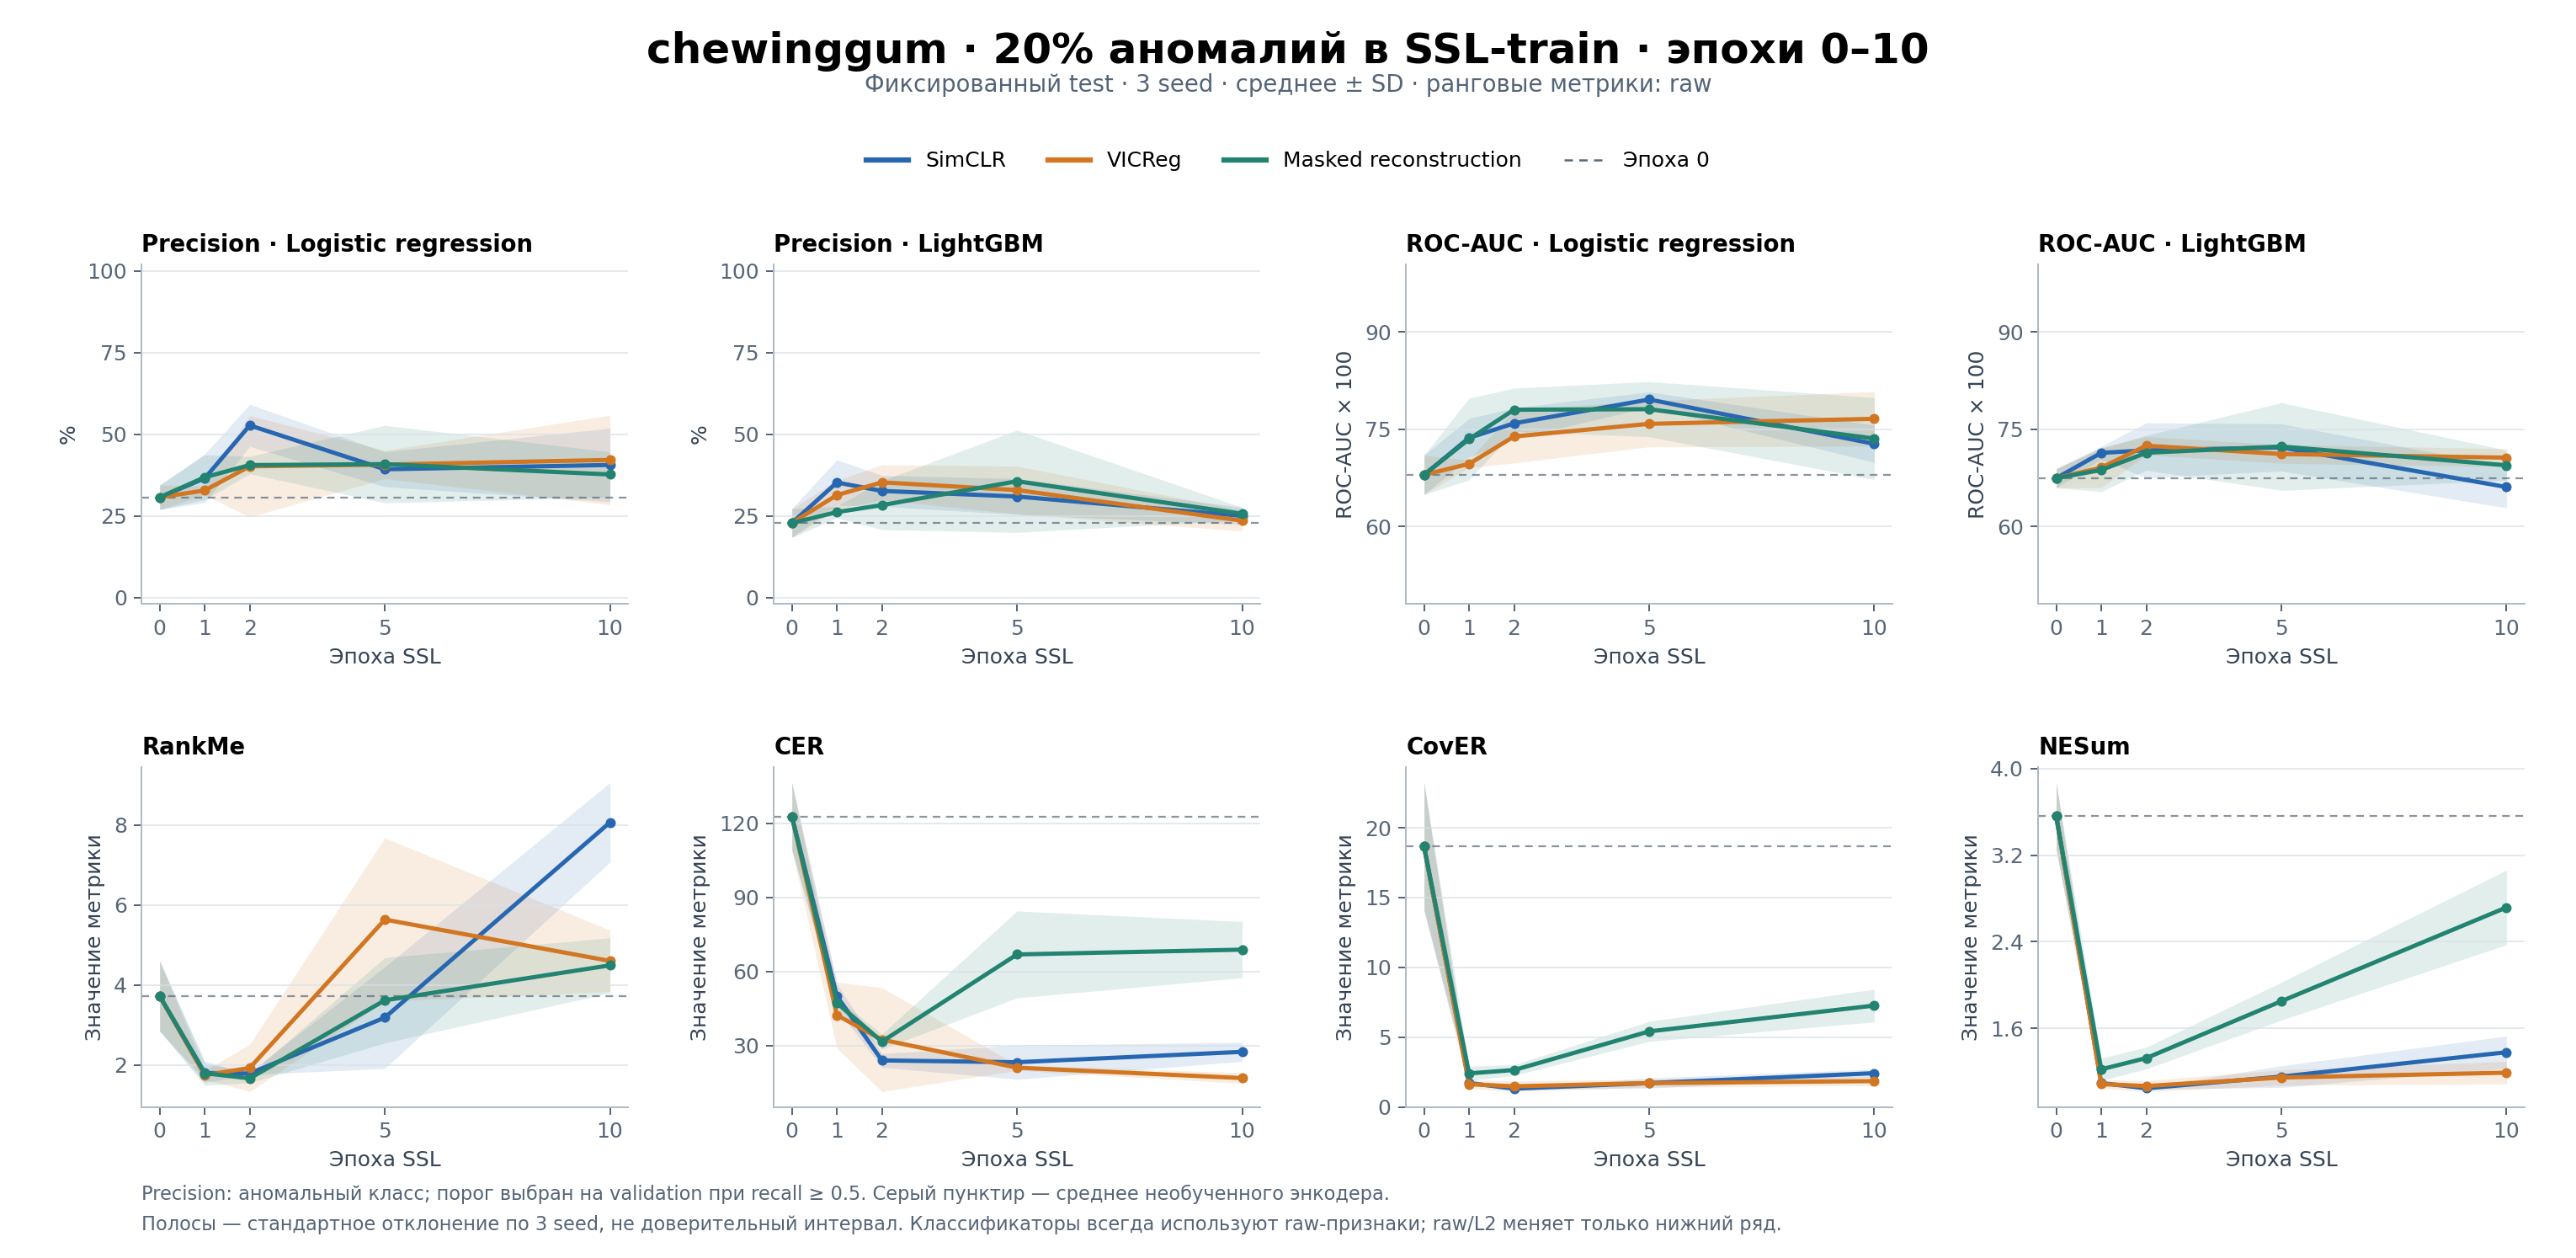 chewinggum · 20% аномалий в SSL-train · эпохи 0–10
Фиксированный test · 3 seed · среднее ± SD · ранговые метрики: raw
SimCLR VICReg Masked reconstruction Эпоха 0
Precision · Logistic regression
100
75
50
25
0
%
0 1 2 5 10
Эпоха SSL
Precision · LightGBM
100
75
50
25
0
%
0 1 2 5 10
Эпоха SSL
ROC-AUC · Logistic regression
90
75
60
ROC-AUC × 100
0 1 2 5 10
Эпоха SSL
ROC-AUC · LightGBM
90
75
60
ROC-AUC × 100
0 1 2 5 10
Эпоха SSL
RankMe
8
6
4
2
Значение метрики
0 1 2 5 10
Эпоха SSL
CER
120
90
60
30
Значение метрики
0 1 2 5 10
Эпоха SSL
CovER
20
15
10
5
0
Значение метрики
0 1 2 5 10
Эпоха SSL
NESum
4.0
3.2
2.4
1.6
Значение метрики
0 1 2 5 10
Эпоха SSL
Precision: аномальный класс; порог выбран на validation при recall ≥ 0.5. Серый пунктир — среднее необученного энкодера.
Полосы — стандартное отклонение по 3 seed, не доверительный интервал. Классификаторы всегда используют raw-признаки; raw/L2 меняет только нижний ряд.